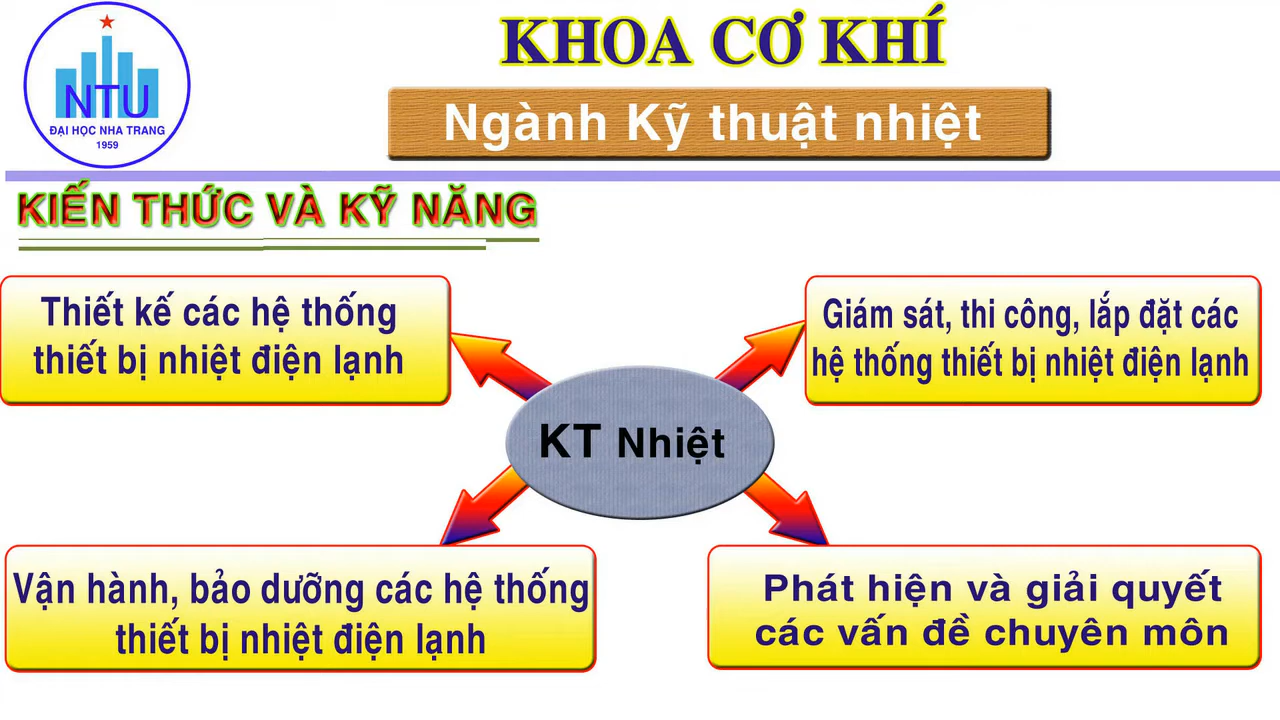 NTU
ĐẠI HỌC NHA TRANG
1959
KHOA CƠ KHÍ
Ngành Kỹ thuật nhiệt
KIẾN THỨC VÀ KỸ NĂNG
Thiết kế các hệ thống
thiết bị nhiệt điện lạnh
Giám sát, thi công, lắp đặt các
hệ thống thiết bị nhiệt điện lạnh
KT Nhiệt
Vận hành, bảo dưỡng các hệ thống
thiết bị nhiệt điện lạnh
Phát hiện và giải quyết
các vấn đề chuyên môn